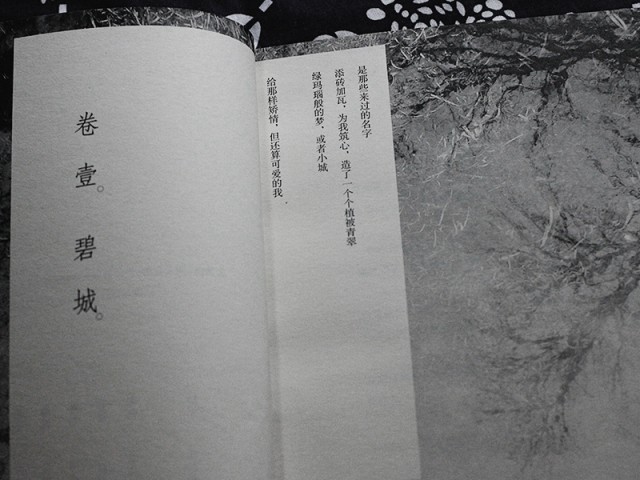 卷壹。碧城。
是那些来过的名字
添砖加瓦，为我筑心，造了一个个植被青翠
绿玛瑙般的梦，或者小城
给那样矫情，但还算可爱的我